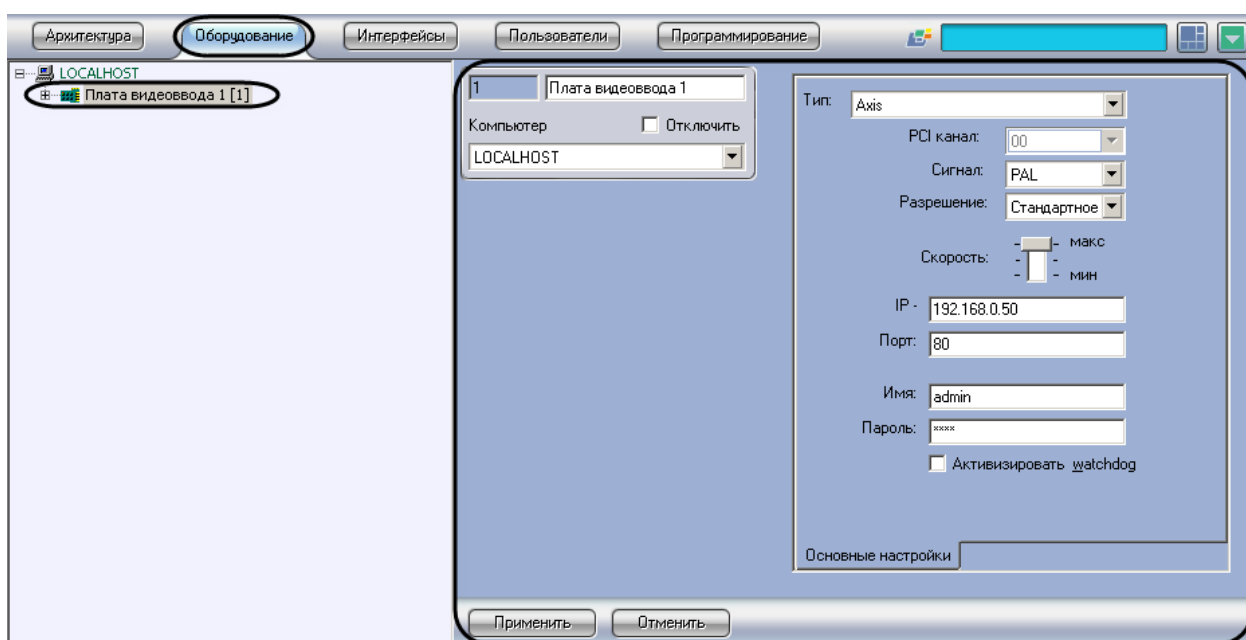 Архитектура Оборудование Интерфейсы Пользователи Программирование
LOCALHOST
Плата видеоввода 1 [1]
1 Плата видеоввода 1
Компьютер Отключить
LOCALHOST
Тип: Axis
PCI канал: 00
Сигнал: PAL
Разрешение: Стандартное
макс
Скорость:
мин
IP - 192.168.0.50
Порт: 80
Имя: admin
Пароль: ****
Активизировать watchdog
Основные настройки
Применить Отменить